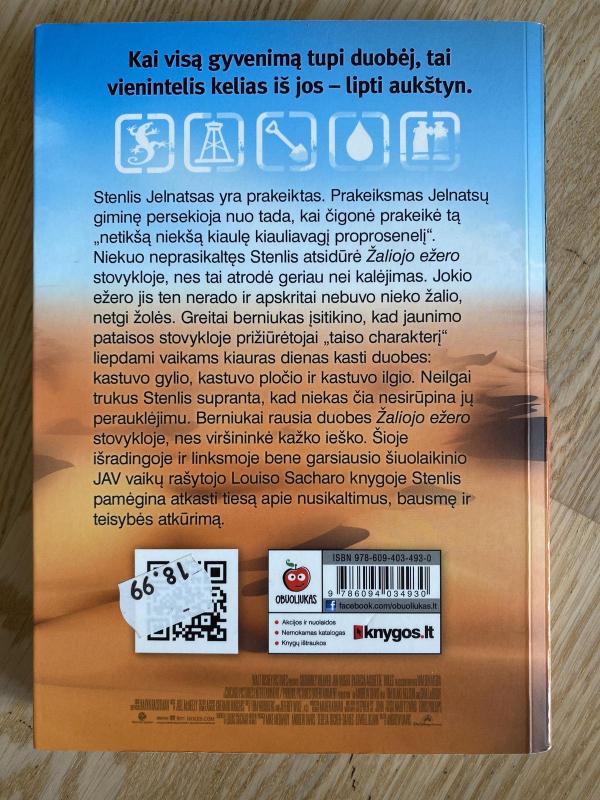 Kai visą gyvenimą tupi duobėj, tai
vienintelis kelias iš jos – lipti aukštyn.
Stenlis Jelnatsas yra prakeiktas. Prakeiksmas Jelnatsų
giminę persekioja nuo tada, kai čigonė prakeikė tą
„netikšą niekšą kiaulę kiauliavagį proprosenelį“.
Niekuo neprasikaltęs Stenlis atsidūrė Žaliojo ežero
stovykloje, nes tai atrodė geriau nei kalėjimas. Jokio
ežero jis ten nerado ir apskritai nebuvo nieko žalio,
netgi žolės. Greitai berniukas įsitikino, kad jaunimo
pataisos stovykloje prižiūrėtojai „taiso charakterį“
liepdami vaikams kiauras dienas kasti duobes:
kastuvo gylio, kastuvo pločio ir kastuvo ilgio. Neilgai
trukus Stenlis supranta, kad niekas čia nesirūpina jų
perauklėjimu. Berniukai rausia duobes Žaliojo ežero
stovykloje, nes viršininkė kažko ieško. Šioje
išradingoje ir linksmoje bene garsiausio šiuolaikinio
JAV vaikų rašytojo Louiso Sacharo knygoje Stenlis
pamėgina atkasti tiesą apie nusikaltimus, bausmę ir
teisybės atkūrimą.
18.99
OBUOLIUKAS
ISBN 978-609-403-493-0
9 786094 034930
facebook.com/obuoliukas.lt
• Akcijos ir nuolaidos
• Nemokamas katalogas
• Knygų ištraukos
knygos.lt